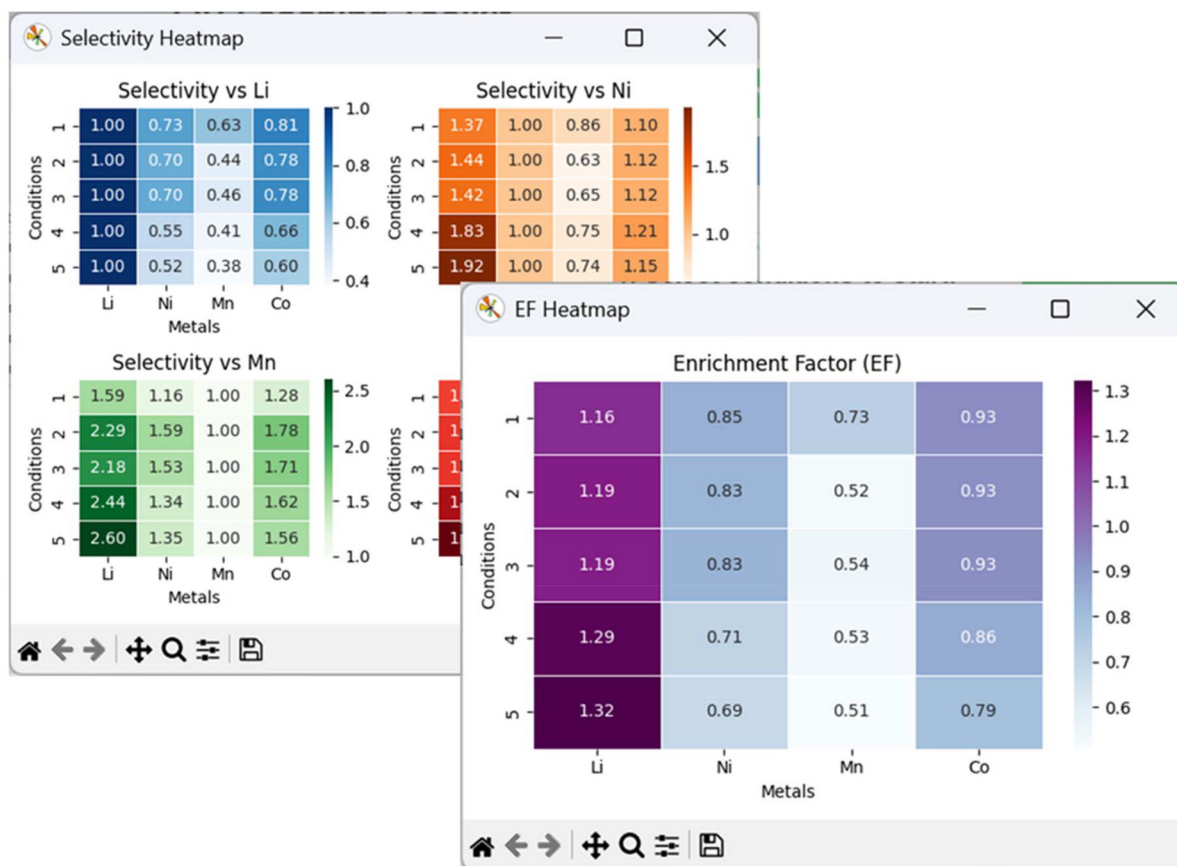 Selectivity Heatmap
Selectivity vs Li
1.0
1 1.00 0.73 0.63 0.81
2 1.00 0.70 0.44 0.78
0.8
3 1.00 0.70 0.46 0.78
0.6
4 1.00 0.55 0.41 0.66
5 1.00 0.52 0.38 0.60
0.4
Conditions
Li Ni Mn Co
Metals
Selectivity vs Ni
1 1.37 1.00 0.86 1.10
1.5
2 1.44 1.00 0.63 1.12
3 1.42 1.00 0.65 1.12
1.0
4 1.83 1.00 0.75 1.21
5 1.92 1.00 0.74 1.15
Conditions
Selectivity vs Mn
2.5
1 1.59 1.16 1.00 1.28
2 2.29 1.59 1.00 1.78
2.0
3 2.18 1.53 1.00 1.71
1.5
4 2.44 1.34 1.00 1.62
5 2.60 1.35 1.00 1.56
1.0
Conditions
Li Ni Mn Co
Metals
Conditions
1
2
3
4
5
EF Heatmap
Enrichment Factor (EF)
1.3
1 1.16 0.85 0.73 0.93
1.2
1.1
2 1.19 0.83 0.52 0.93
1.0
3 1.19 0.83 0.54 0.93
0.9
0.8
4 1.29 0.71 0.53 0.86
0.7
5 1.32 0.69 0.51 0.79
0.6
Conditions
Li Ni Mn Co
Metals